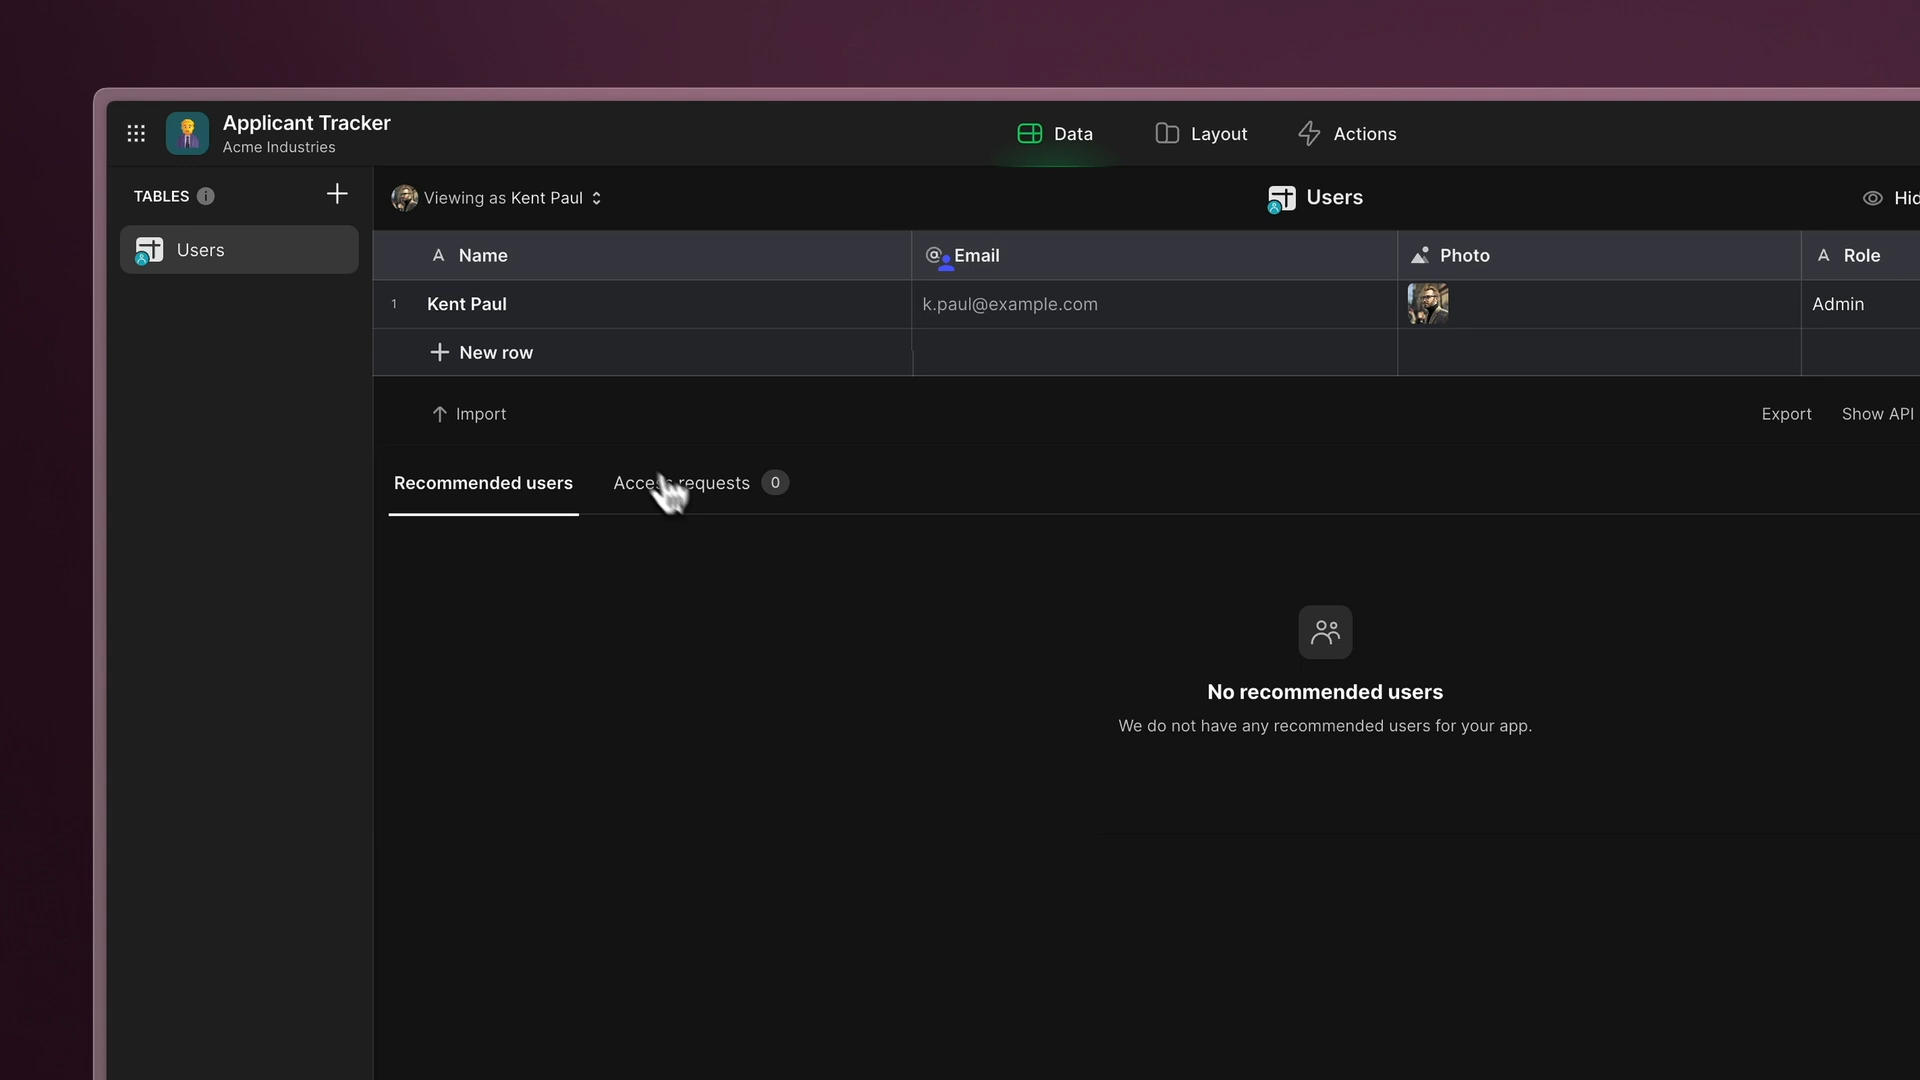 Applicant Tracker
Acme Industries
Data
Layout
Actions
TABLES
Users
Viewing as Kent Paul
Users
Name
Email
Photo
Role
1
Kent Paul
k.paul@example.com
Admin
New row
Import
Export
Show API
Recommended users
Access requests
0
No recommended users
We do not have any recommended users for your app.